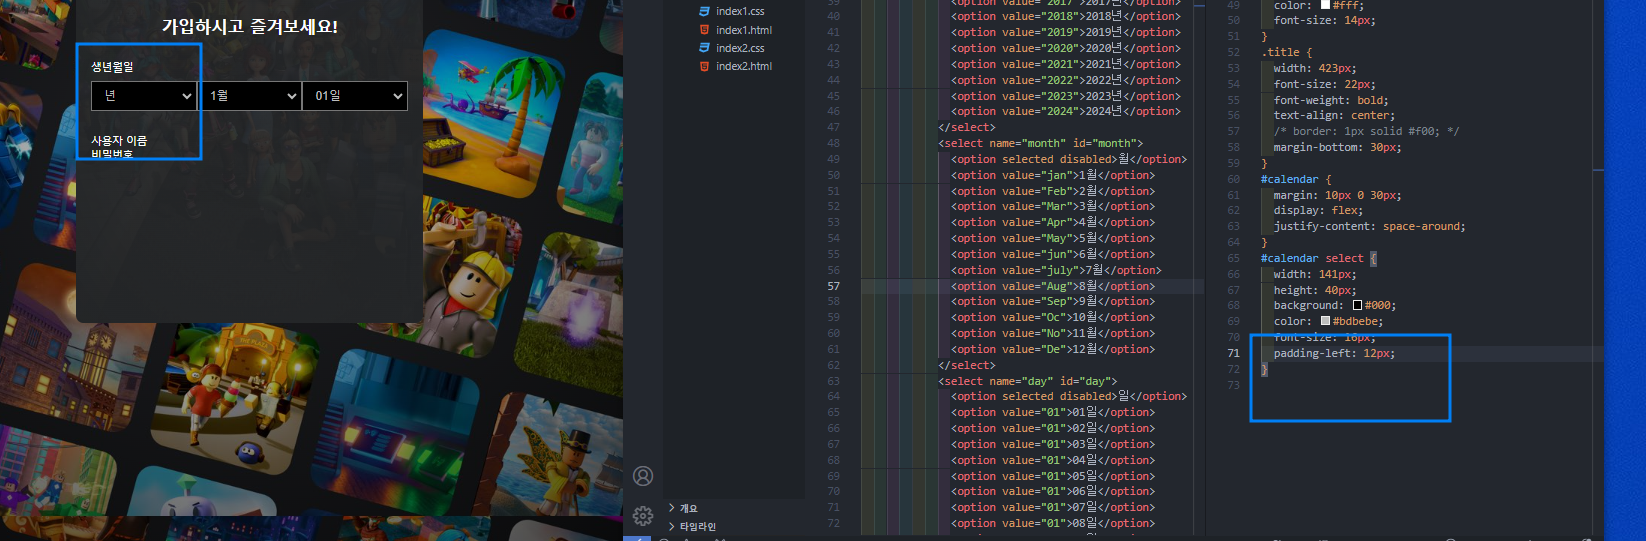 가입하시고 즐겨보세요!
생년월일
년
1월
01일
사용자 이름
비밀번호
index1.css
index1.html
index2.css
index2.html
개요
타임라인
39 <option value="2017">2017년</option>
40 <option value="2018">2018년</option>
41 <option value="2019">2019년</option>
42 <option value="2020">2020년</option>
43 <option value="2021">2021년</option>
44 <option value="2022">2022년</option>
45 <option value="2023">2023년</option>
46 <option value="2024">2024년</option>
47 </select>
48 <select name="month" id="month">
49 <option selected disabled>월</option>
50 <option value="jan">1월</option>
51 <option value="Feb">2월</option>
52 <option value="Mar">3월</option>
53 <option value="Apr">4월</option>
54 <option value="May">5월</option>
55 <option value="jun">6월</option>
56 <option value="july">7월</option>
57 <option value="Aug">8월</option>
58 <option value="Sep">9월</option>
59 <option value="Oc">10월</option>
60 <option value="No">11월</option>
61 <option value="De">12월</option>
62 </select>
63 <select name="day" id="day">
64 <option selected disabled>일</option>
65 <option value="01">01일</option>
66 <option value="01">02일</option>
67 <option value="01">03일</option>
68 <option value="01">04일</option>
69 <option value="01">05일</option>
70 <option value="01">06일</option>
71 <option value="01">07일</option>
72 <option value="01">08일</option>
49 color: #fff;
50 font-size: 14px;
51 }
52 .title {
53 width: 423px;
54 font-size: 22px;
55 font-weight: bold;
56 text-align: center;
57 /* border: 1px solid #f00; */
58 margin-bottom: 30px;
59 }
60 #calendar {
61 margin: 10px 0 30px;
62 display: flex;
63 justify-content: space-around;
64 }
65 #calendar select {
66 width: 141px;
67 height: 40px;
68 background: #000;
69 color: #bdbebe;
70 font-size: 16px;
71 padding-left: 12px;
72 }
73